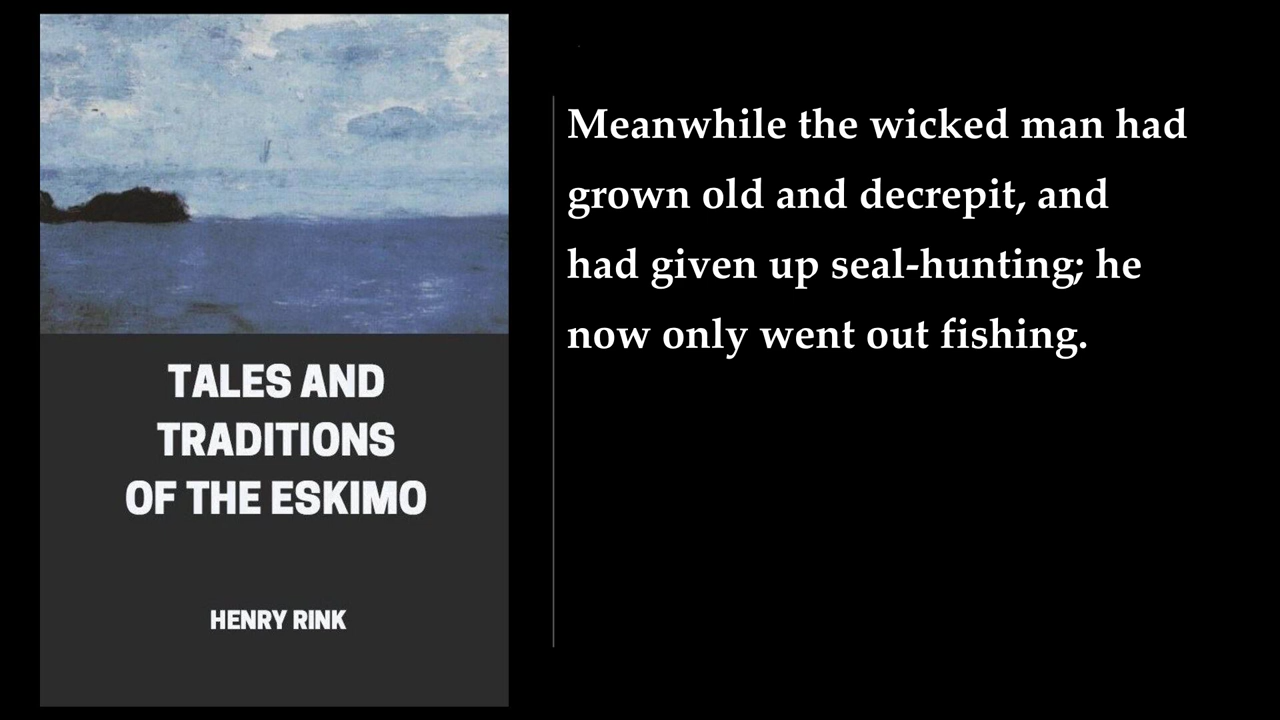 TALES AND
TRADITIONS
OF THE ESKIMO
HENRY RINK
Meanwhile the wicked man had
grown old and decrepit, and
had given up seal-hunting; he
now only went out fishing.